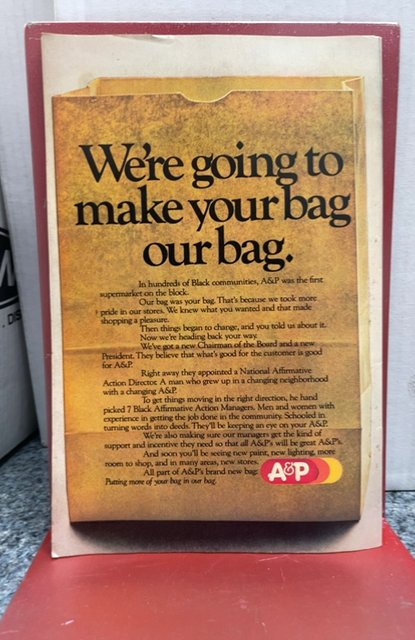 We're going to
make your bag
our bag.
In hundreds of Black communities, A&P was the first
supermarket on the block.
Our bag was your bag. That's because we took more
pride in our stores. We knew what you wanted and that made
shopping a pleasure.
Then things began to change, and you told us about it.
Now we're heading back your way.
We've got a new Chairman of the Board and a new
President. They believe that what's good for the customer is good
for A&P.
Right away they appointed a National Affirmative
Action Director. A man who grew up in a changing neighborhood
with a changing A&P.
To get things moving in the right direction, he hand
picked 7 Black Affirmative Action Managers. Men and women with
experience in getting the job done in the community. Schooled in
turning words into deeds. They'll be keeping an eye on your A&P.
We're also making sure our managers get the kind of
support and incentive they need so that all A&P's will be great A&P's.
And soon you'll be seeing new paint, new lighting, more
room to shop, and in many areas, new stores.
All part of A&P's brand new bag:
Putting more of your bag in our bag.
A&P